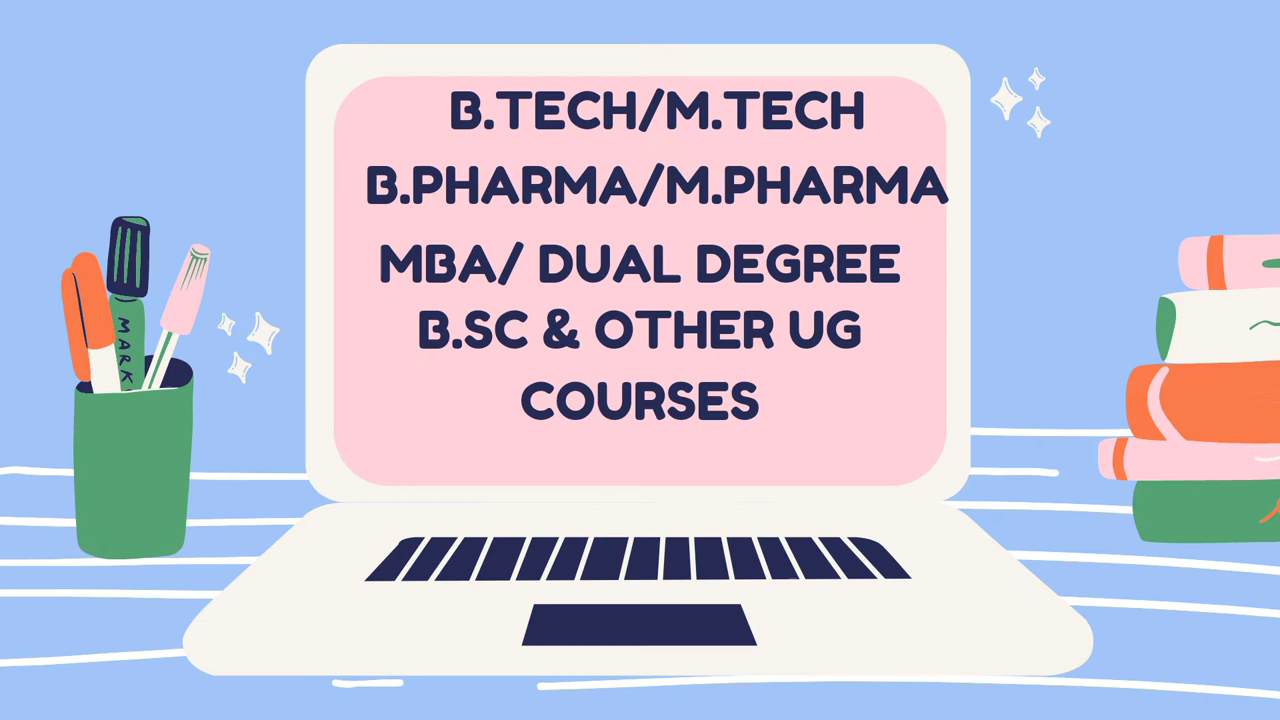 B.TECH/M.TECH
B.PHARMA/M.PHARMA
MBA/ DUAL DEGREE
B.SC & OTHER UG
COURSES
MARK